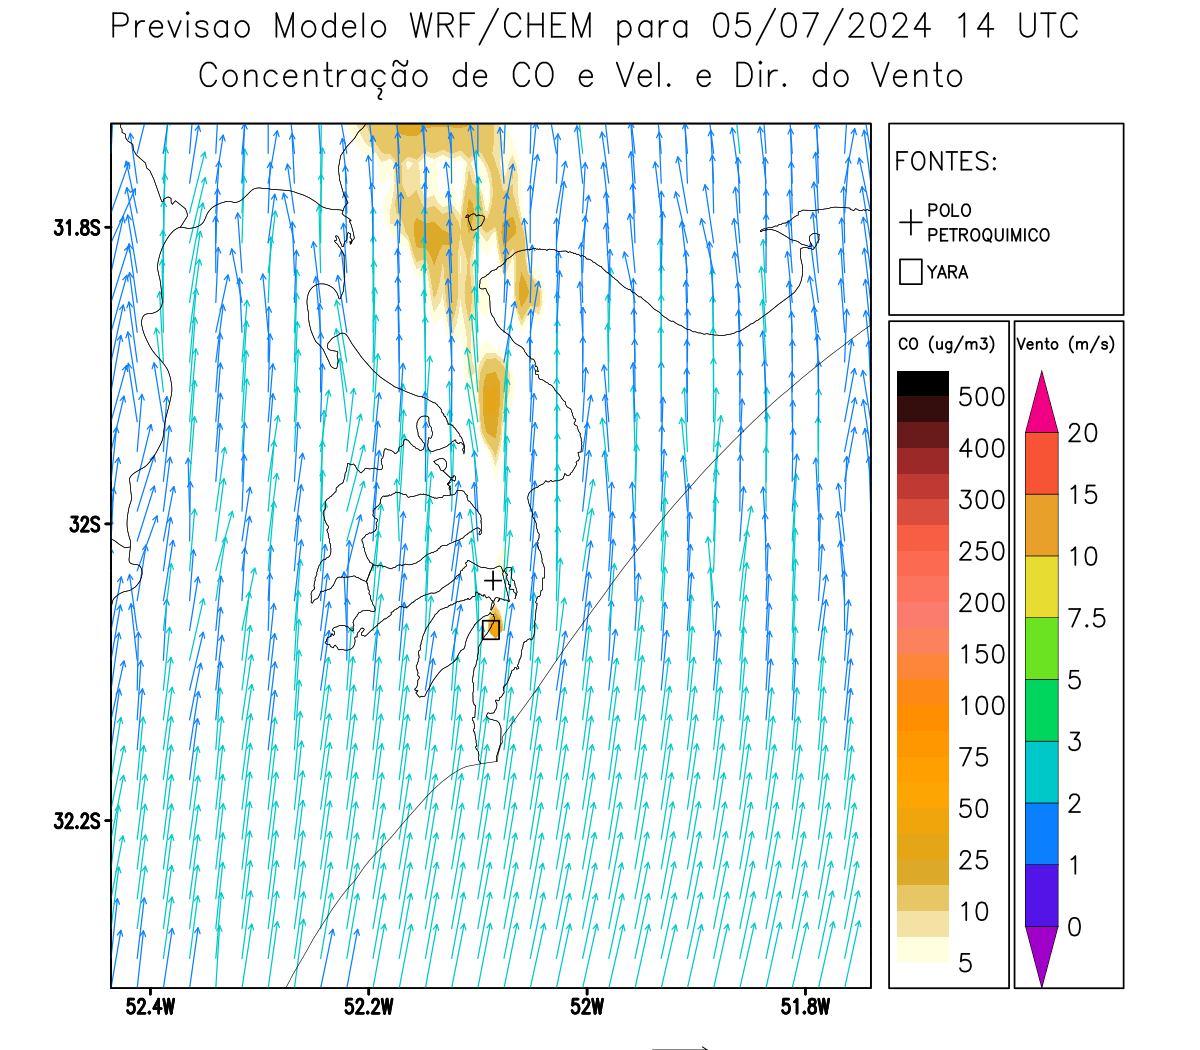 Previsao Modelo WRF/CHEM para 05/07/2024 14 UTC
Concentração de CO e Vel. e Dir. do Vento
FONTES:
POLO
PETROQUIMICO
YARA
CO (ug/m3)
500
400
300
250
200
150
100
75
50
25
10
5
Vento (m/s)
20
15
10
7.5
5
3
2
1
0
31.8S
32S
32.2S
52.4W
52.2W
52W
51.8W